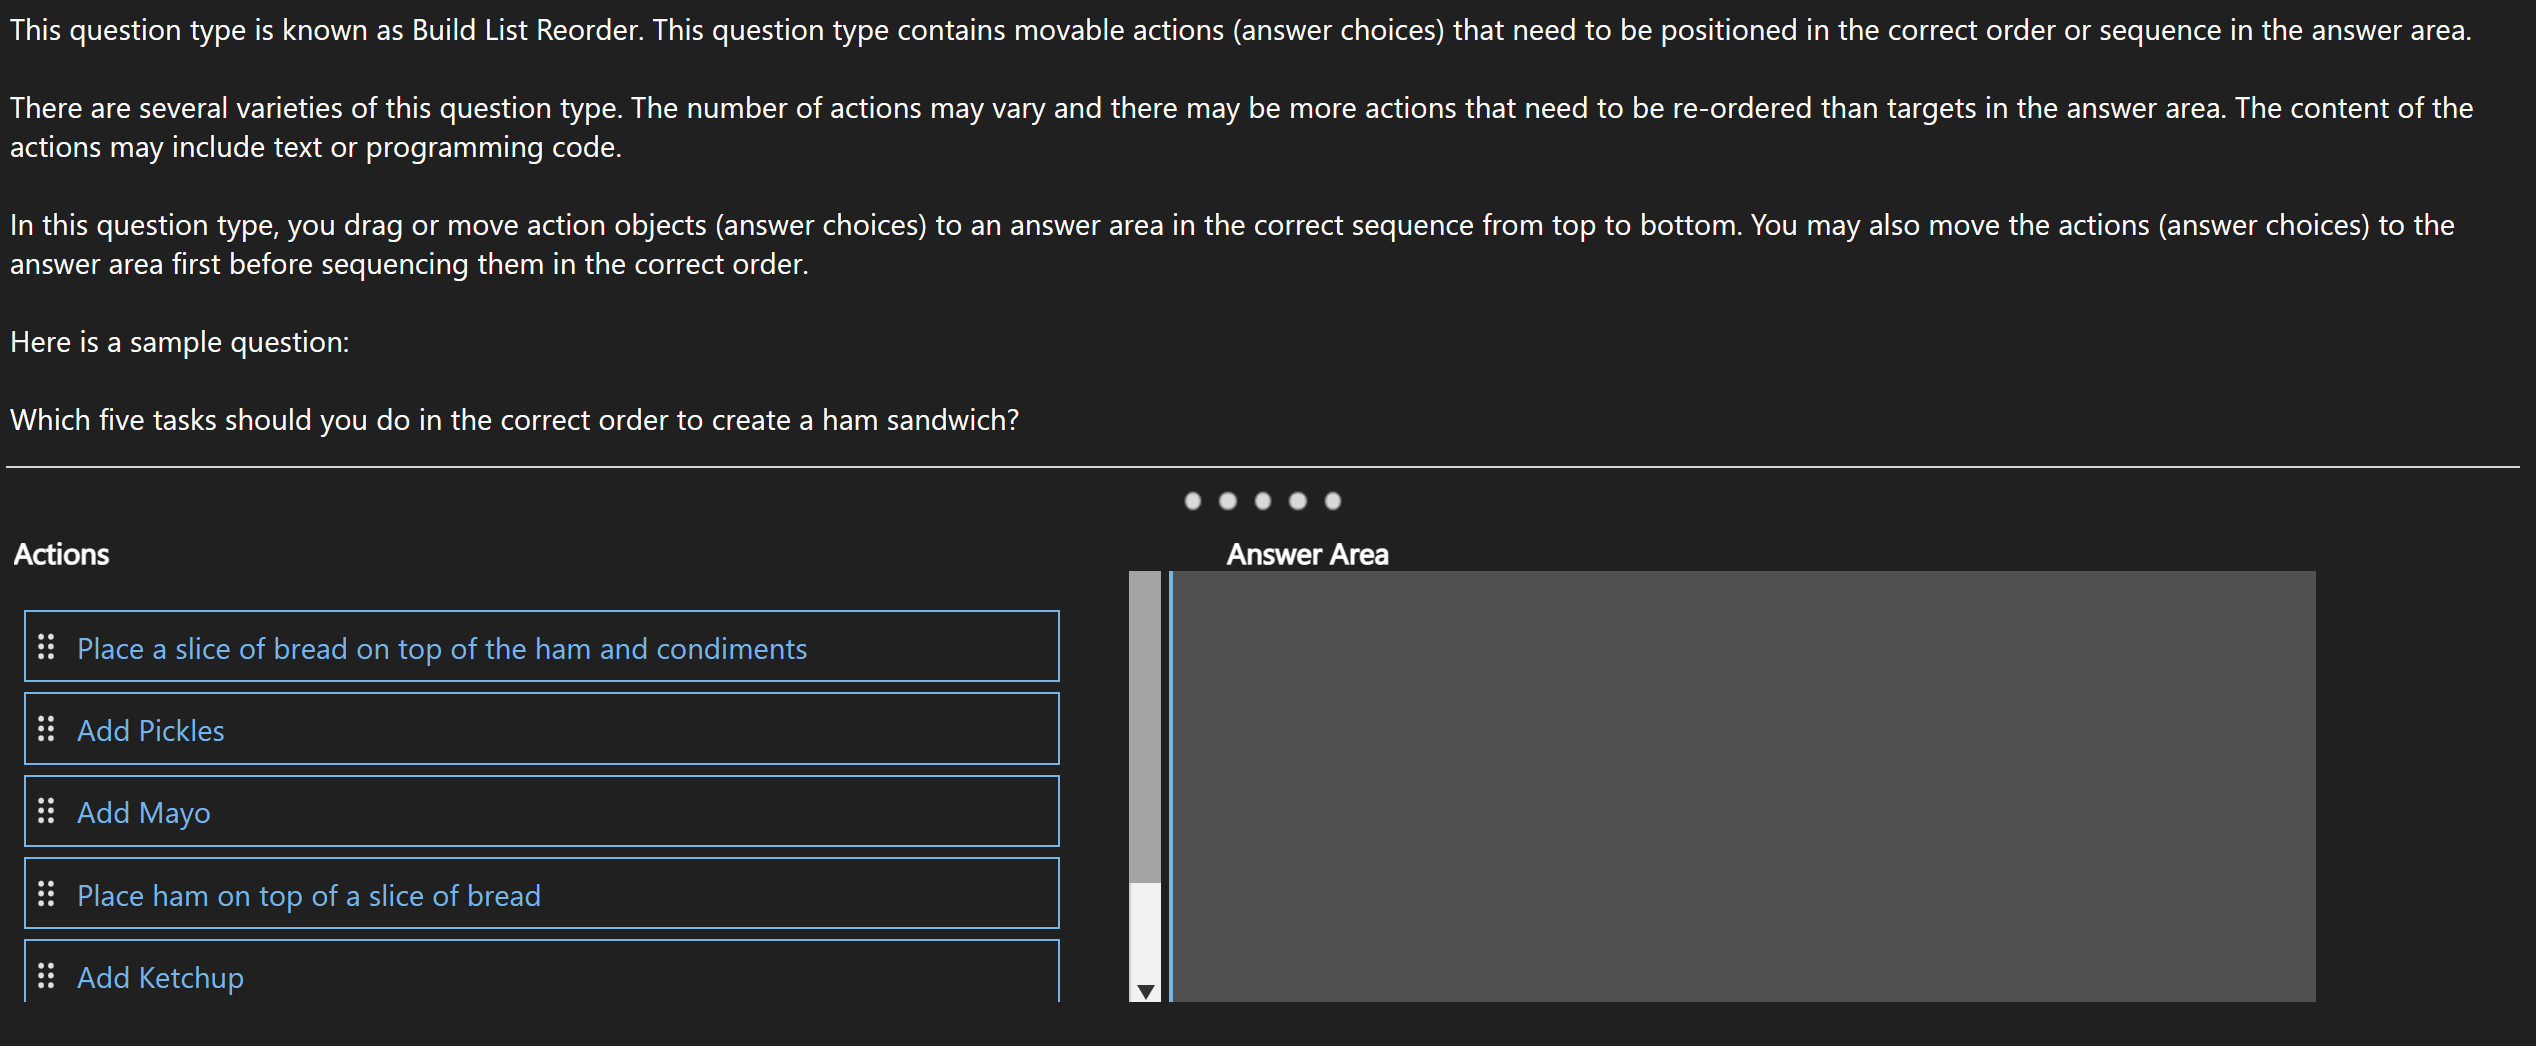 This question type is known as Build List Reorder. This question type contains movable actions (answer choices) that need to be positioned in the correct order or sequence in the answer area.
There are several varieties of this question type. The number of actions may vary and there may be more actions that need to be re-ordered than targets in the answer area. The content of the
actions may include text or programming code.
In this question type, you drag or move action objects (answer choices) to an answer area in the correct sequence from top to bottom. You may also move the actions (answer choices) to the
answer area first before sequencing them in the correct order.
Here is a sample question:
Which five tasks should you do in the correct order to create a ham sandwich?
Actions
Answer Area
Place a slice of bread on top of the ham and condiments
Add Pickles
Add Mayo
Place ham on top of a slice of bread
Add Ketchup